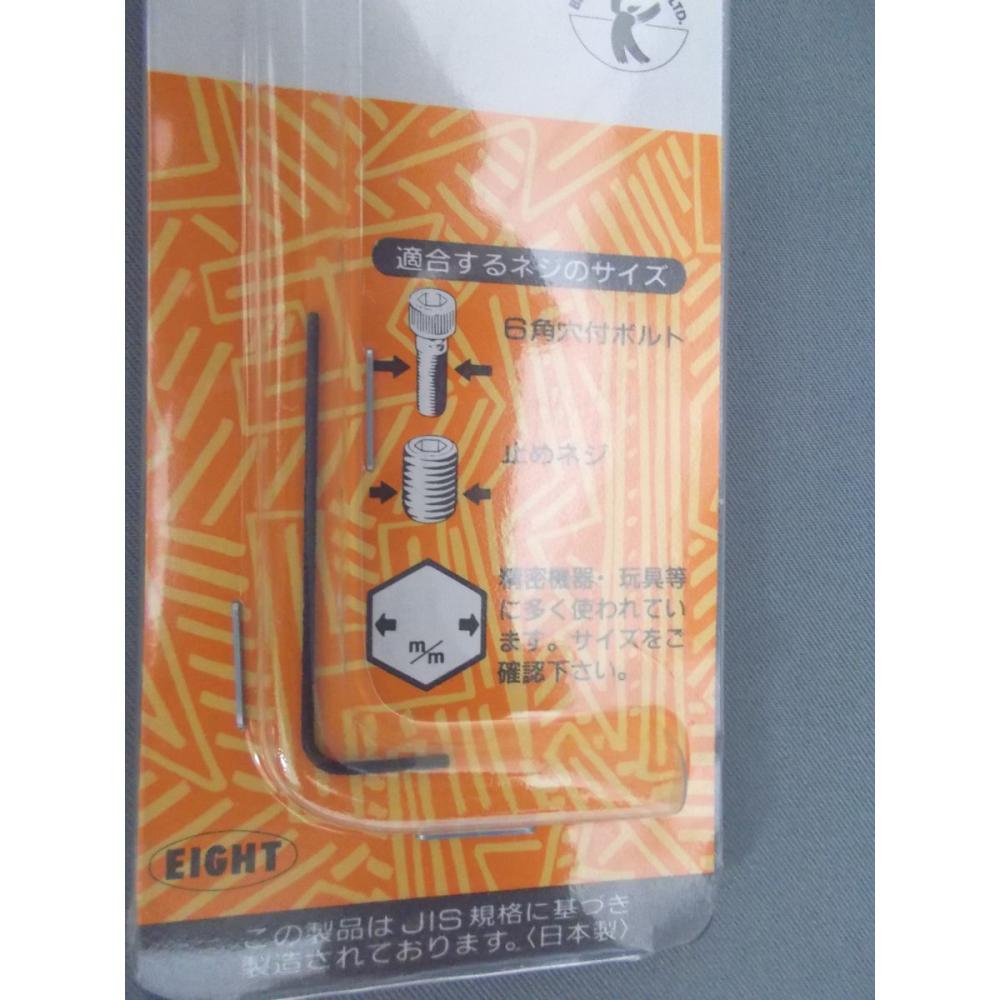 LTD.
適合するネジのサイズ
6角穴付ボルト
止めネジ
精密機器・玩具等
に多く使われてい
ます。サイズをご
確認下さい。
m/m
EIGHT
この製品はJIS規格に基づき
製造されております。〈日本製〉